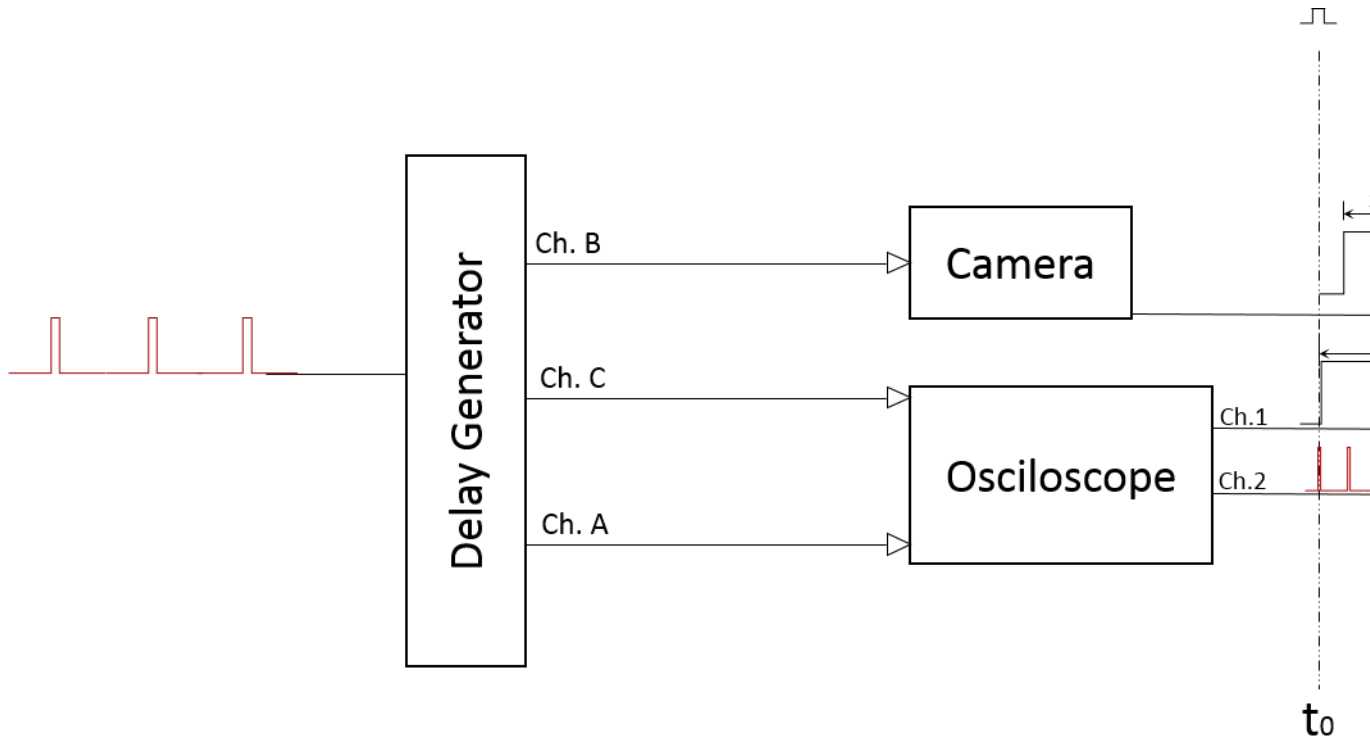 Delay Generator
Ch. B
Camera
Ch. C
Ch. A
Osciloscope
Ch.1
Ch.2
t0